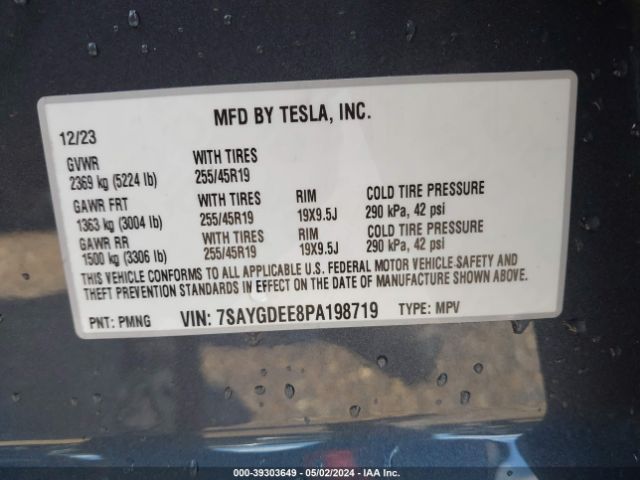 MFD BY TESLA, INC.
12/23
GVWR WITH TIRES
2369 kg (5224 lb) 255/45R19
GAWR FRT WITH TIRES RIM COLD TIRE PRESSURE
1363 kg (3004 lb) 255/45R19 19X9.5J 290 kPa, 42 psi
GAWR RR WITH TIRES RIM COLD TIRE PRESSURE
1500 kg (3306 lb) 255/45R19 19X9.5J 290 kPa, 42 psi
THIS VEHICLE CONFORMS TO ALL APPLICABLE U.S. FEDERAL MOTOR VEHICLE SAFETY AND
THEFT PREVENTION STANDARDS IN EFFECT ON THE DATE OF MANUFACTURE SHOWN ABOVE.
PNT: PMNG VIN: 7SAYGDEE8PA198719 TYPE: MPV
000-39303649 - 05/02/2024 - IAA Inc.